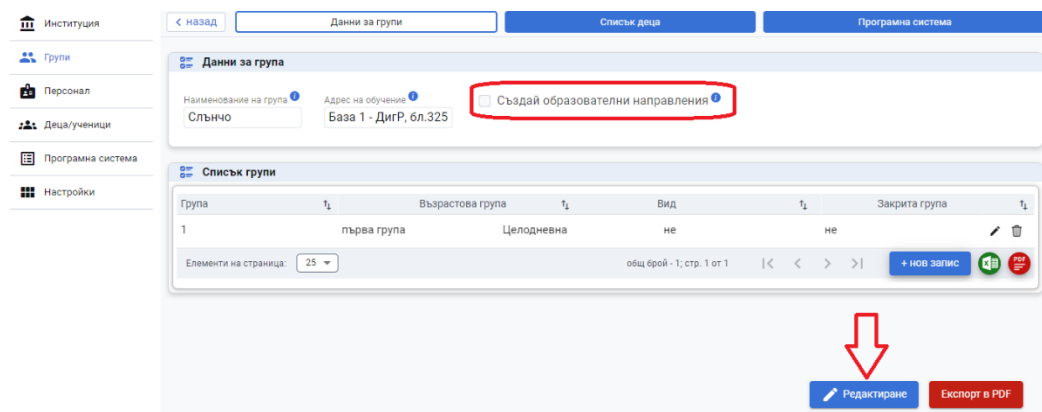 Институция
Групи
Персонал
Деца/ученици
Програмна система
Настройки
< назад
Данни за групи
Списък деца
Програмна система
Данни за група
Наименование на група
Слънчо
Адрес на обучение
База 1 - ДигР, бл.325
Създай образователни направления
Списък групи
Група Възрастова група Вид Закрита група
1 първа група Целодневна не не
Елементи на страница: 25 общ брой - 1; стр. 1 от 1 + нов запис PDF
Редактиране Експорт в PDF